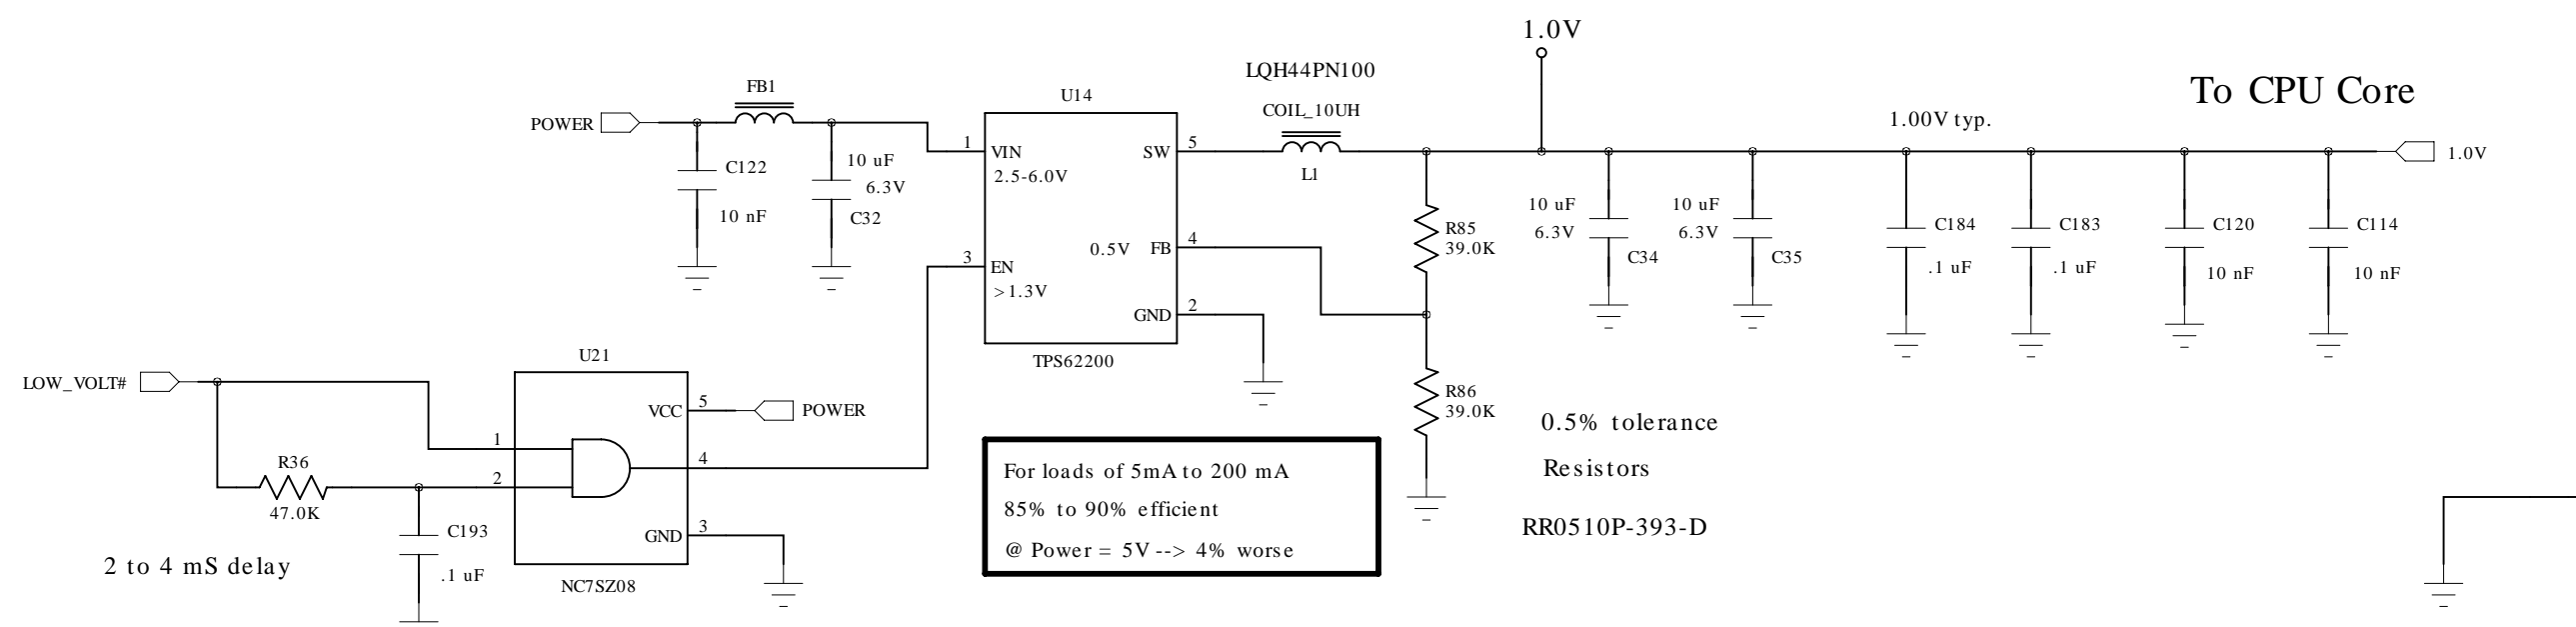 1.0V
LQH44PN100
To CPU Core
FB1
U14
COIL_10UH
1.00V typ.
POWER
1
VIN
2.5-6.0V
SW
5
L1
1.0V
C122
10 nF
10 uF
6.3V
C32
R85
39.0K
10 uF
6.3V
C34
10 uF
6.3V
C35
C184
.1 uF
C183
.1 uF
C120
10 nF
C114
10 nF
0.5V
FB
4
3
EN
>1.3V
GND
2
TPS62200
U21
LOW_VOLT#
VCC
5
POWER
R86
39.0K
0.5% tolerance
Resistors
RR0510P-393-D
1
2
4
R36
47.0K
For loads of 5mA to 200 mA
85% to 90% efficient
@ Power = 5V --> 4% worse
C193
.1 uF
GND
3
2 to 4 mS delay
NC7SZ08